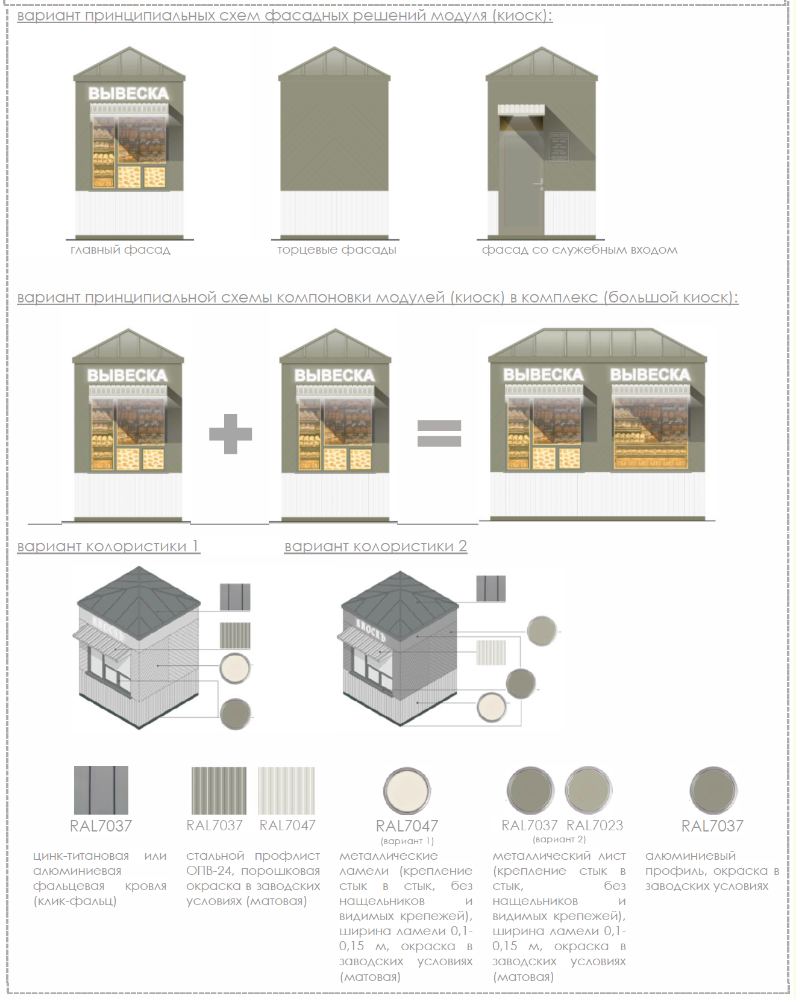 вариант принципиальных схем фасадных решений модуля (киоск):
ВЫВЕСКА
главный фасад
торцевые фасады
фасад со служебным входом
вариант принципиальной схемы компоновки модулей (киоск) в комплекс (большой киоск):
ВЫВЕСКА
ВЫВЕСКА
ВЫВЕСКА
ВЫВЕСКА
вариант колористики 1
вариант колористики 2
КИОСКЪ
КИОСКЪ
RAL7037
цинк-титановая или
алюминиевая
фальцевая кровля
(клик-фальц)
RAL7037 RAL7047
стальной профлист
ОПВ-24, порошковая
окраска в заводских
условиях (матовая)
RAL7047
(вариант 1)
металлические
ламели (крепление
стык в стык, без
нащельников и
видимых крепежей),
ширина ламели 0,1-
0,15 м, окраска в
заводских условиях
(матовая)
RAL7037 RAL7023
(вариант 2)
металлический лист
(крепление стык в
стык, без
нащельников и
видимых крепежей),
ширина ламели 0,1-
0,15 м, окраска в
заводских условиях
(матовая)
RAL7037
алюминиевый
профиль, окраска в
заводских условиях